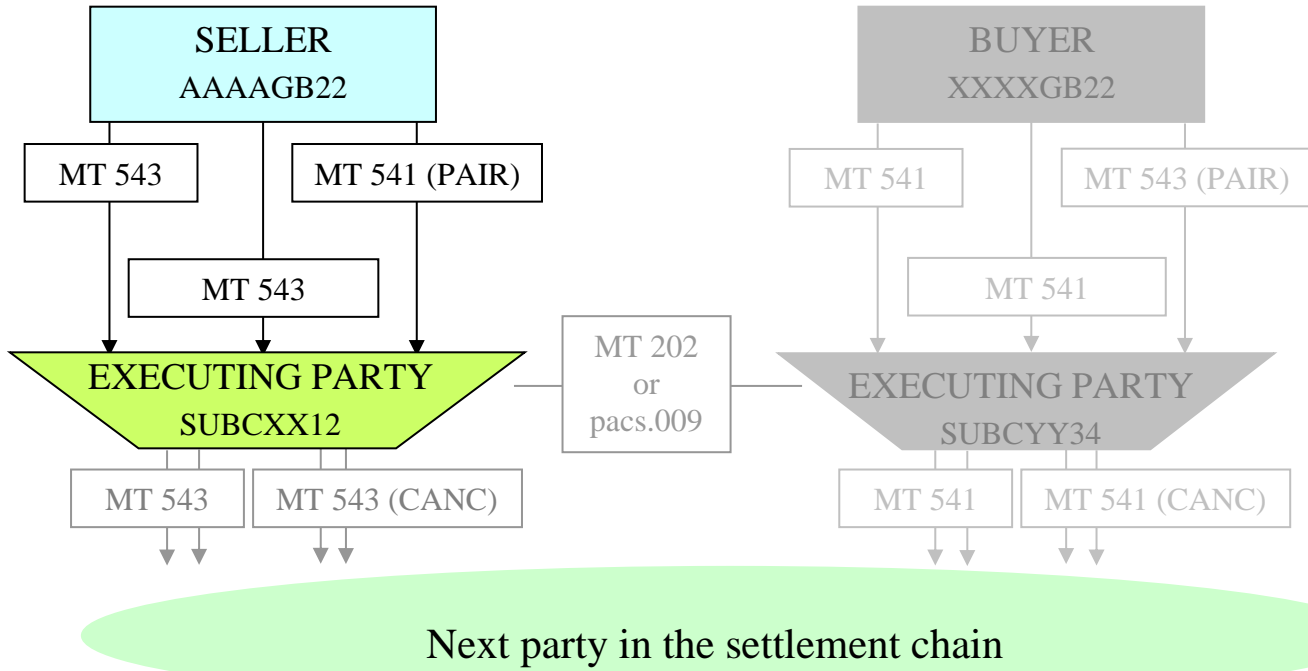 SELLER
AAAAGB22
BUYER
XXXXGB22
MT 543
MT 541 (PAIR)
MT 541
MT 543 (PAIR)
MT 543
MT 541
MT 202
or
pacs.009
EXECUTING PARTY
SUBCXX12
EXECUTING PARTY
SUBCYY34
MT 543
MT 543 (CANC)
MT 541
MT 541 (CANC)
Next party in the settlement chain